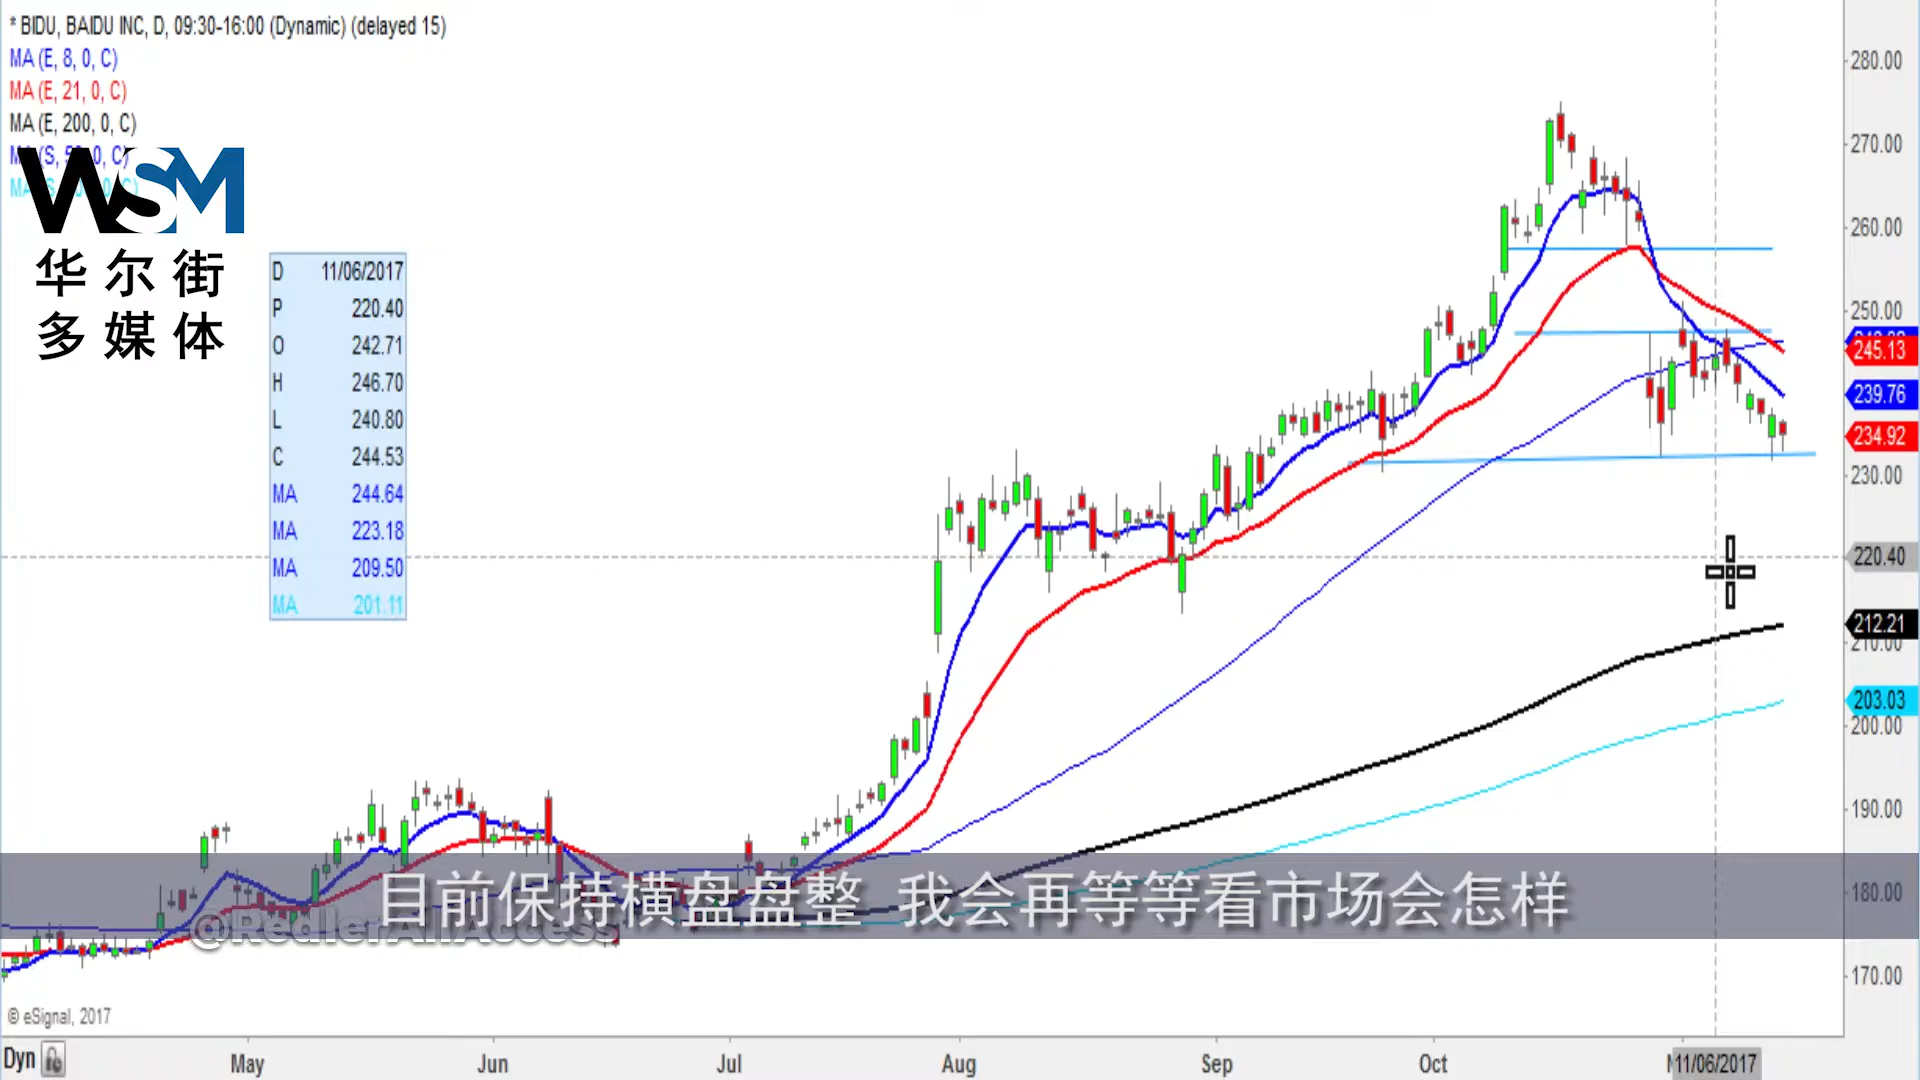 * BIDU, BAIDU INC, D, 09:30-16:00 (Dynamic) (delayed 15)
MA (E, 8, 0, C)
MA (E, 21, 0, C)
MA (E, 200, 0, C)
WSM
华尔街
多媒体
D 11/06/2017
P 220.40
O 242.71
H 246.70
L 240.80
C 244.53
MA 244.64
MA 223.18
MA 209.50
MA 201.11
280.00
270.00
260.00
250.00
245.13
239.76
234.92
230.00
220.40
212.21
210.00
203.03
200.00
190.00
180.00
170.00
目前保持横盘盘整 我会再等等看市场会怎样
@RedlerAllAccess
© eSignal, 2017
Dyn May Jun Jul Aug Sep Oct 11/06/2017